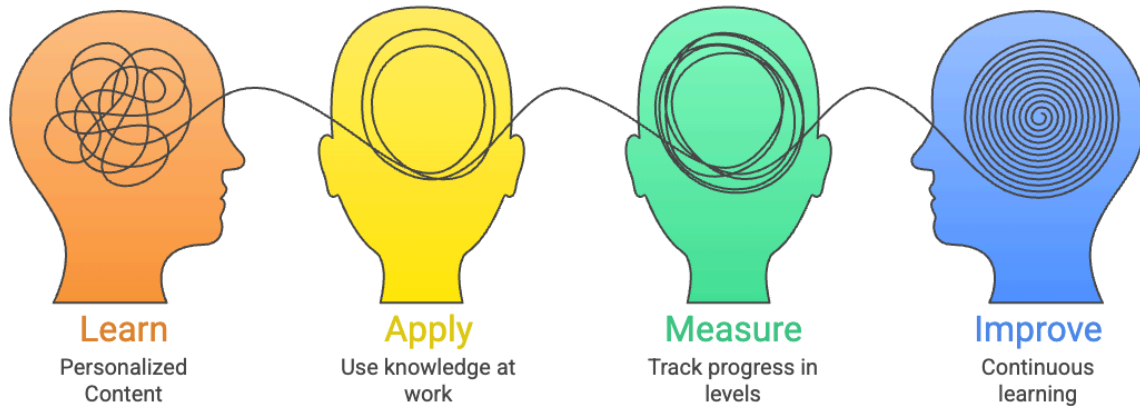 Learn
Personalized
Content
Apply
Use knowledge at
work
Measure
Track progress in
levels
Improve
Continuous
learning